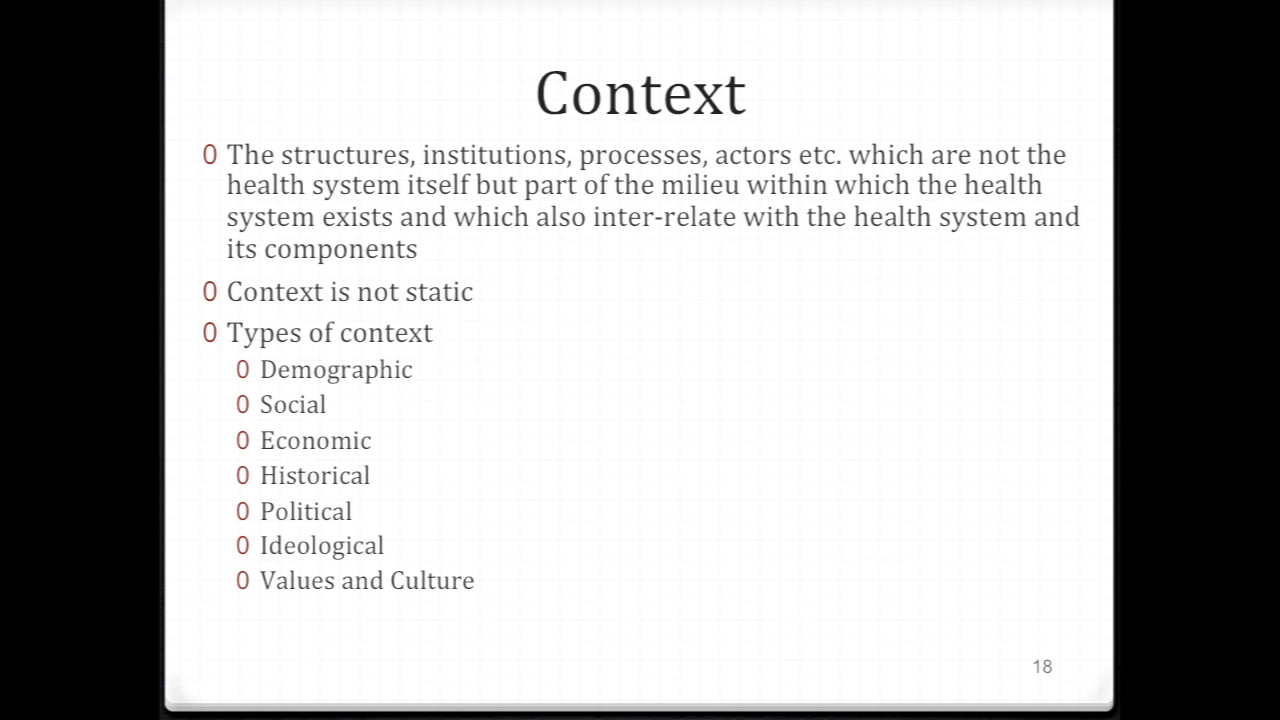 Context
0 The structures, institutions, processes, actors etc. which are not the
health system itself but part of the milieu within which the health
system exists and which also inter-relate with the health system and
its components
0 Context is not static
0 Types of context
0 Demographic
0 Social
0 Economic
0 Historical
0 Political
0 Ideological
0 Values and Culture
18